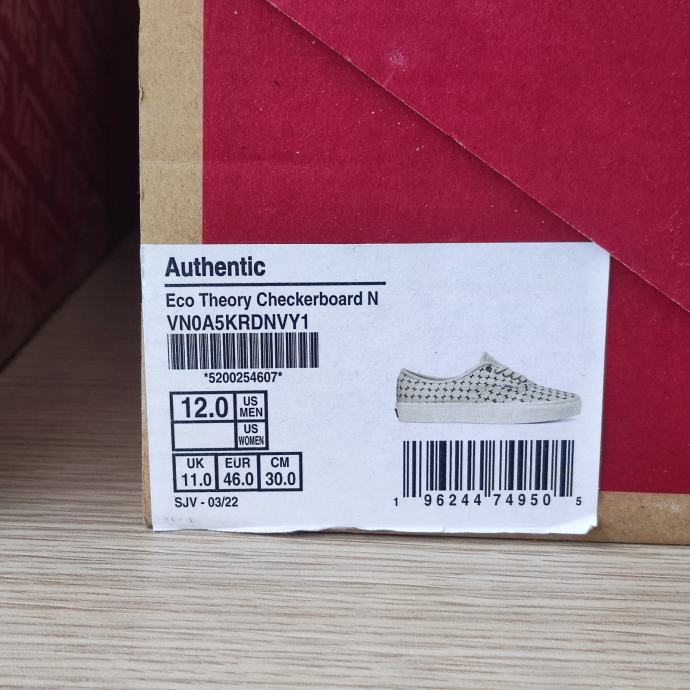 Authentic
Eco Theory Checkerboard N
VN0A5KRDNVY1
*5200254607*
12.0 US MEN
US WOMEN
UK EUR CM
11.0 46.0 30.0
SJV - 03/22
1 96244 74950 5